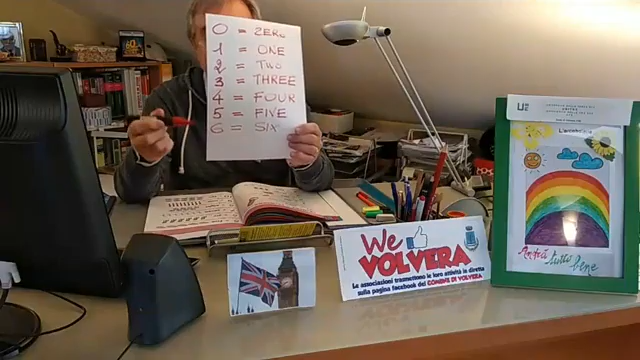 0 = ZERO
1 = ONE
2 = TWO
3 = THREE
4 = FOUR
5 = FIVE
6 = SIX
We
VOLVERA
Le associazioni trasmettono le loro attività in diretta
sulla pagina facebook del COMUNE DI VOLVERA
Andrà tutto
bene